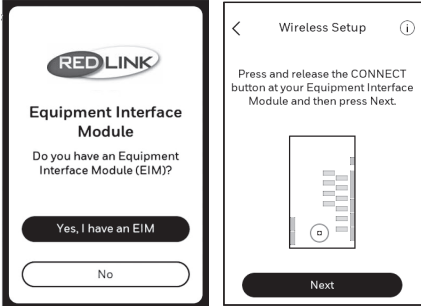 REDLINK
Equipment Interface
Module
Do you have an Equipment
Interface Module (EIM)?
Yes, I have an EIM
No
Wireless Setup
i
Press and release the CONNECT
button at your Equipment Interface
Module and then press Next.
Next